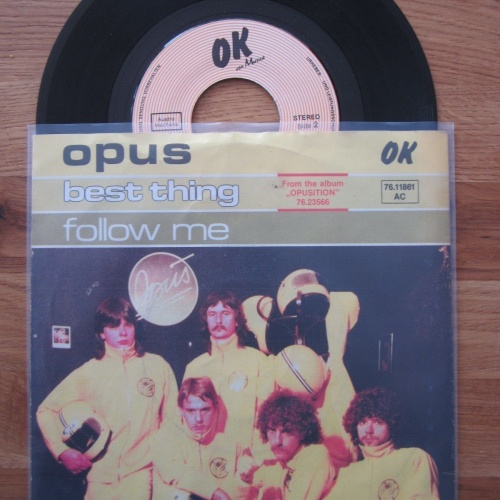 OK
STEREO
opus
OK
best thing
From the album
„OPUSITION"
76.23566
76.11881
AC
follow me
Opus